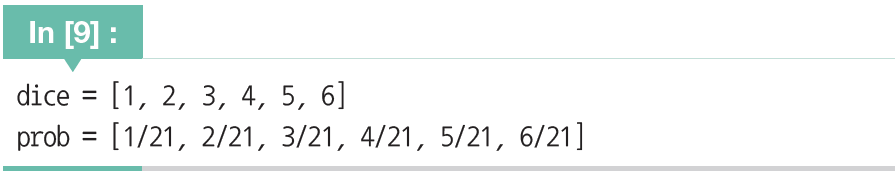 In [9] :
dice = [1, 2, 3, 4, 5, 6]
prob = [1/21, 2/21, 3/21, 4/21, 5/21, 6/21]